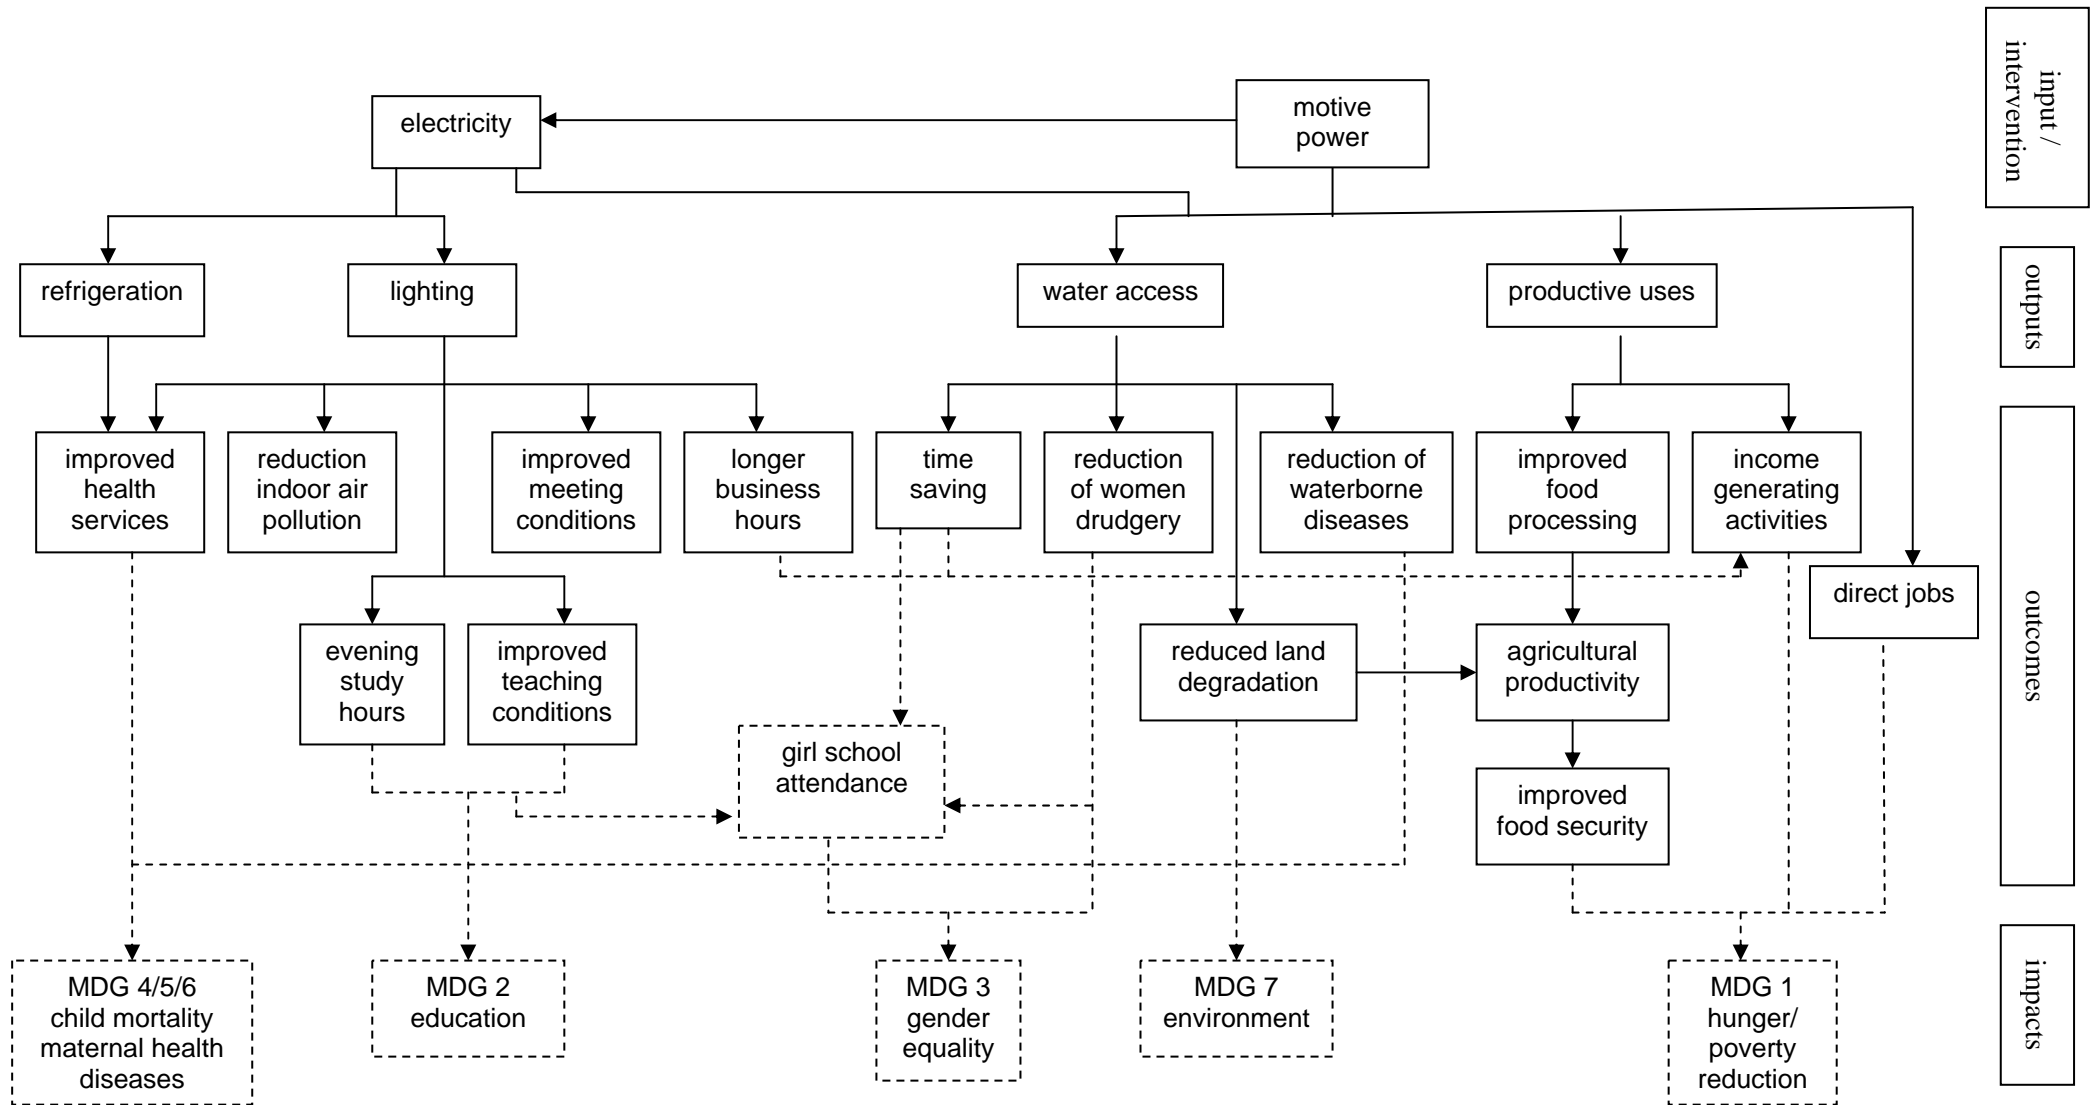 input /
intervention
electricity
motive
power
outputs
refrigeration
lighting
water access
productive uses
outcomes
improved
health
services
reduction
indoor air
pollution
improved
meeting
conditions
longer
business
hours
time
saving
reduction
of women
drudgery
reduction of
waterborne
diseases
improved
food
processing
income
generating
activities
direct jobs
evening
study
hours
improved
teaching
conditions
reduced land
degradation
agricultural
productivity
girl school
attendance
improved
food security
impacts
MDG 4/5/6
child mortality
maternal health
diseases
MDG 2
education
MDG 3
gender
equality
MDG 7
environment
MDG 1
hunger/
poverty
reduction